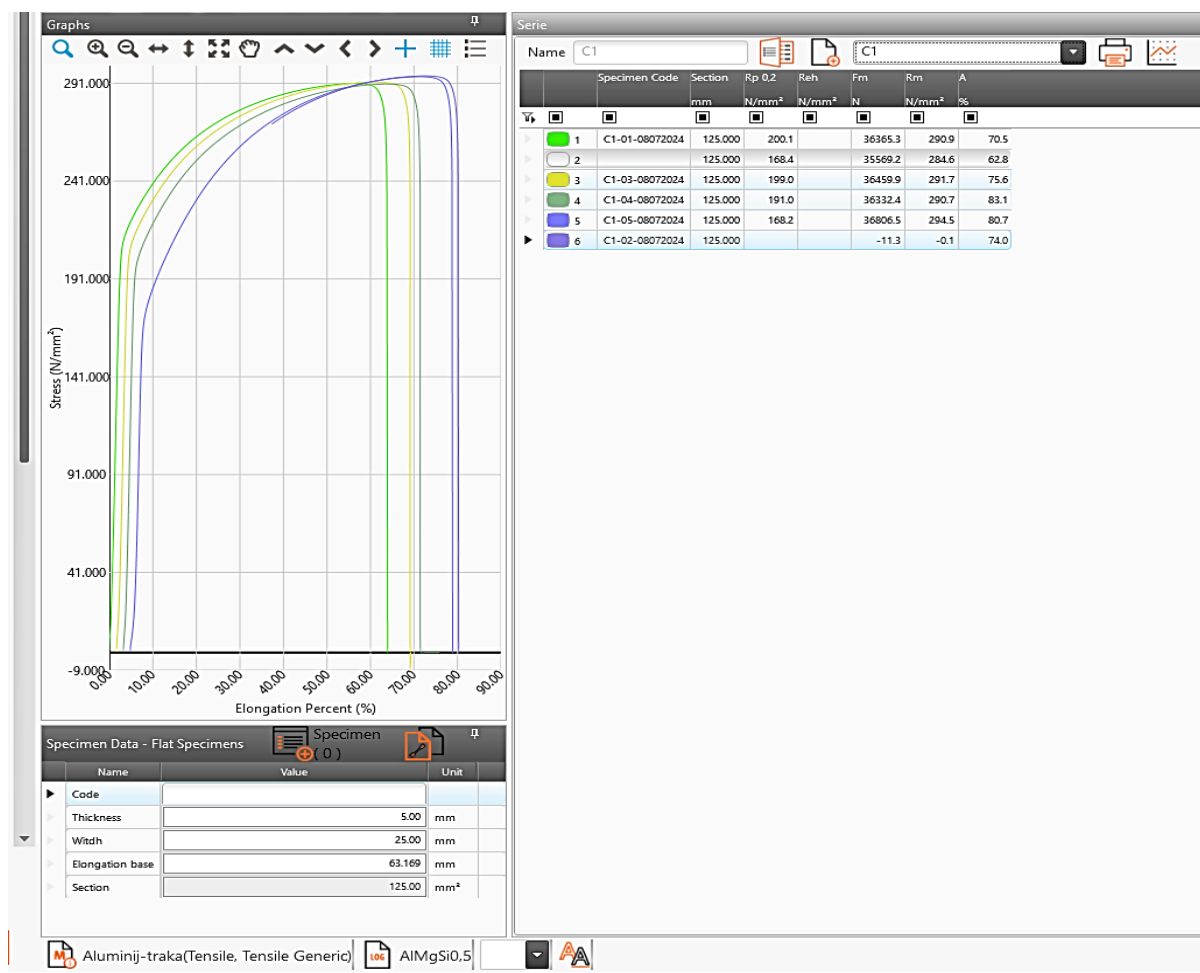 Graphs
291.000
241.000
191.000
141.000
91.000
41.000
-9.000
Stress (N/mm²)
0.00 10.00 20.00 30.00 40.00 50.00 60.00 70.00 80.00 90.00
Elongation Percent (%)
Specimen Data - Flat Specimens
Specimen
( 0 )
Name Value Unit
Code
Thickness 5.00 mm
Witdh 25.00 mm
Elongation base 63.169 mm
Section 125.00 mm²
Serie
Name C1 C1
Specimen Code Section Rp 0,2 Reh Fm Rm A
mm N/mm² N/mm² N N/mm² %
1 C1-01-08072024 125.000 200.1 36365.3 290.9 70.5
2 125.000 168.4 35569.2 284.6 62.8
3 C1-03-08072024 125.000 199.0 36459.9 291.7 75.6
4 C1-04-08072024 125.000 191.0 36332.4 290.7 83.1
5 C1-05-08072024 125.000 168.2 36806.5 294.5 80.7
6 C1-02-08072024 125.000 -11.3 -0.1 74.0
M Aluminij-traka(Tensile, Tensile Generic) LOG AlMgSi0,5 AA